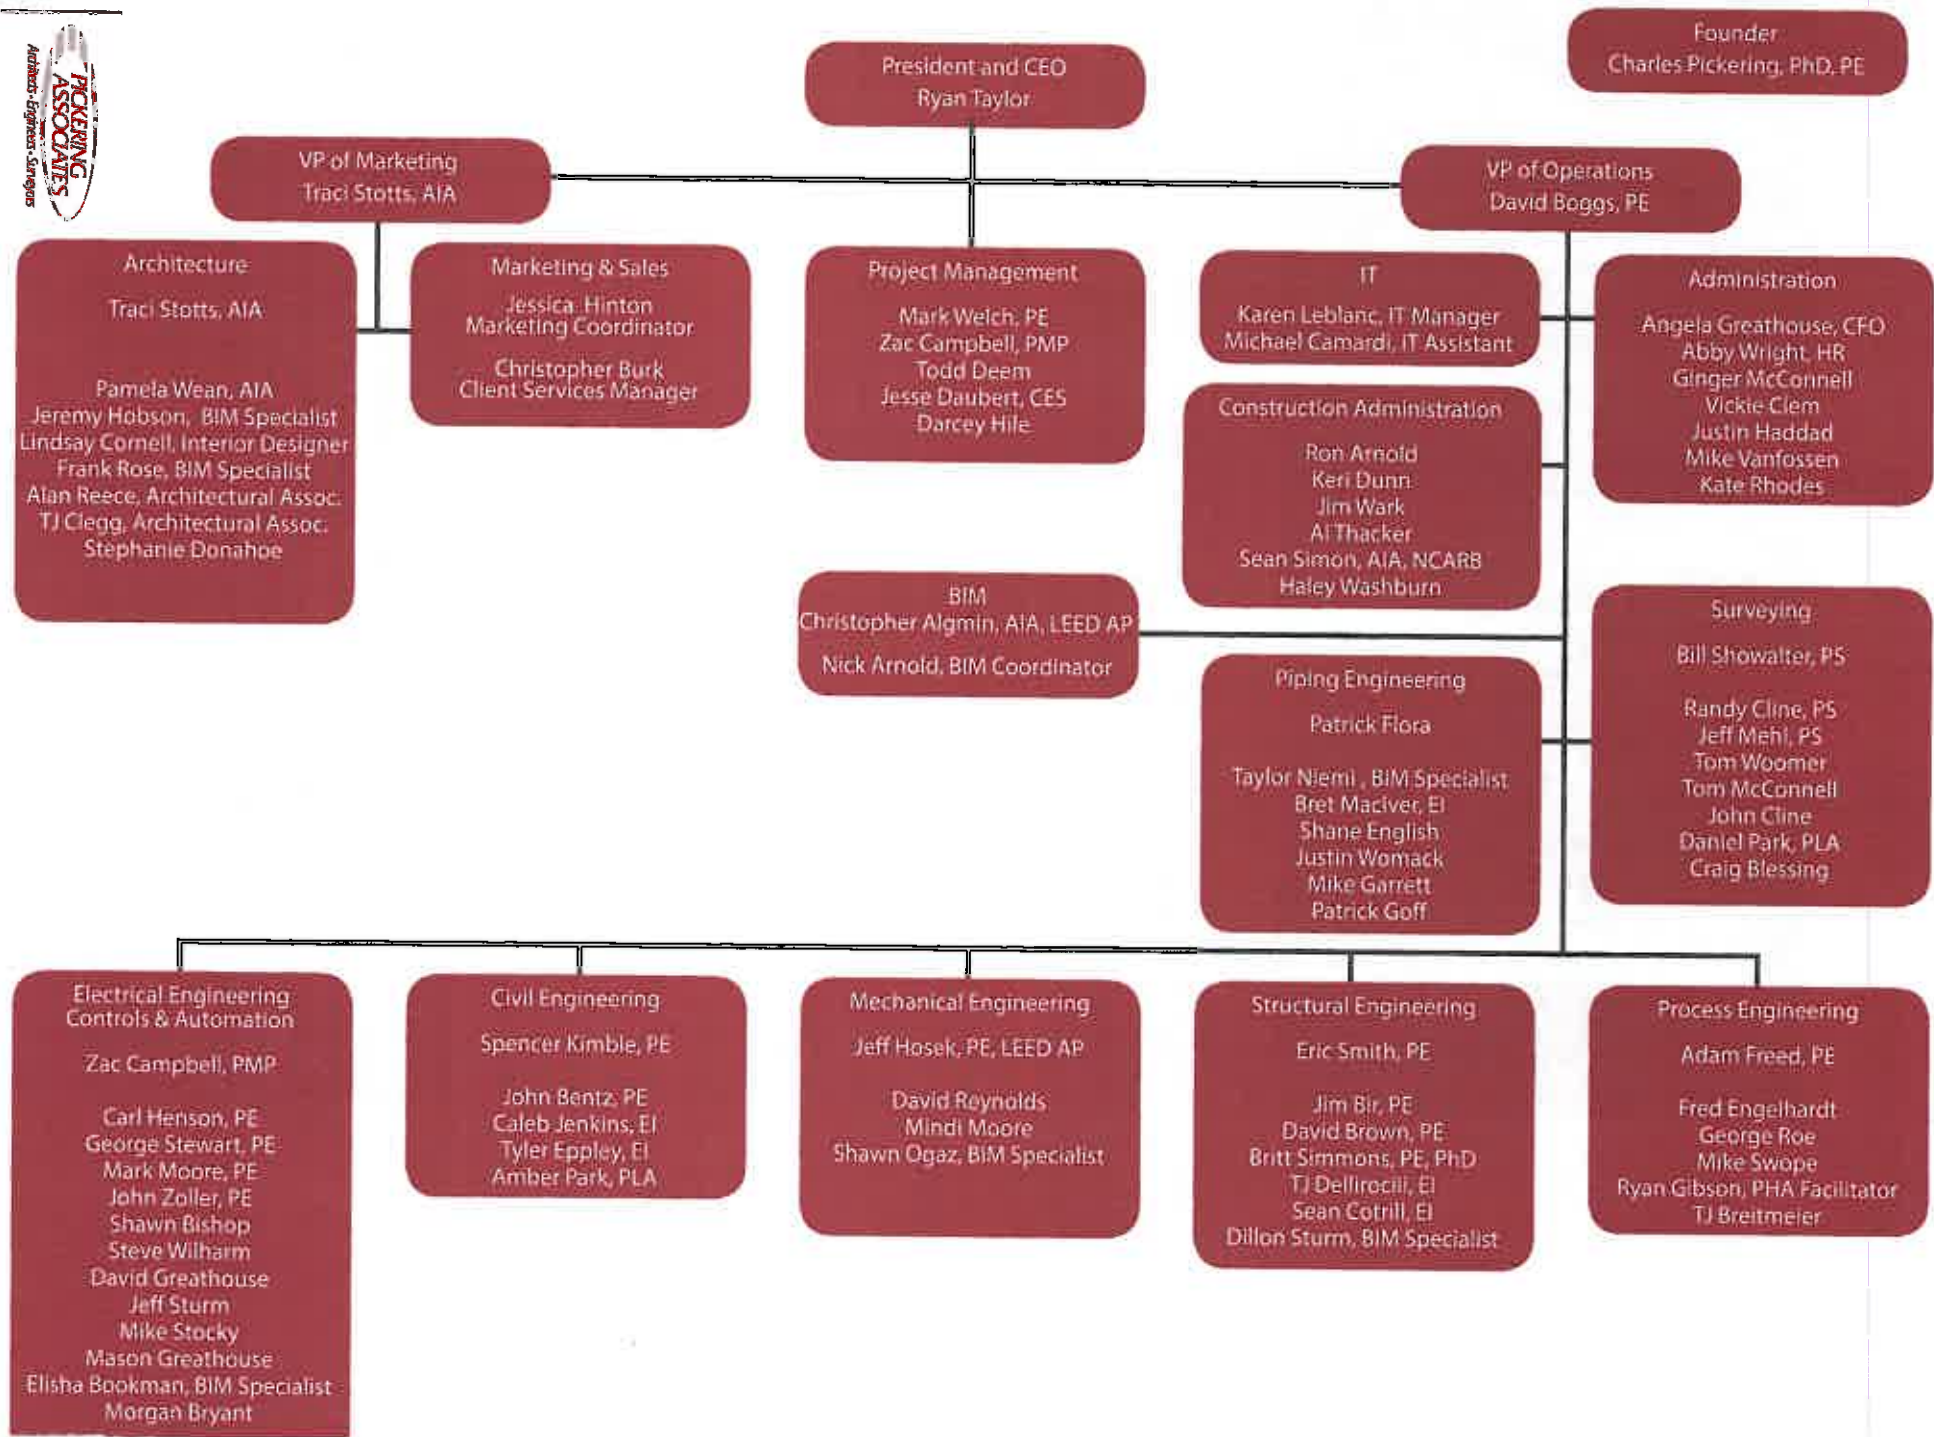 PICKERING
ASSOCIATES
Architects • Engineers • Surveyors
Founder
Charles Pickering, PhD, PE
President and CEO
Ryan Taylor
VP of Marketing
Traci Stotts, AIA
VP of Operations
David Boggs, PE
Architecture
Traci Stotts, AIA
Pamela Wean, AIA
Jeremy Hobson, BIM Specialist
Lindsay Cornell, Interior Designer
Frank Rose, BIM Specialist
Alan Reece, Architectural Assoc.
TJ Clegg, Architectural Assoc.
Stephanie Donahoe
Marketing & Sales
Jessica Hinton
Marketing Coordinator
Christopher Burk
Client Services Manager
Project Management
Mark Welch, PE
Zac Campbell, PMP
Todd Deem
Jesse Daubert, CES
Darcey Hile
IT
Karen Leblanc, IT Manager
Michael Camardi, IT Assistant
Administration
Angela Greathouse, CFO
Abby Wright, HR
Ginger McConnell
Vickie Clem
Justin Haddad
Mike Vanfossen
Kate Rhodes
Construction Administration
Ron Arnold
Keri Dunn
Jim Wark
Al Thacker
Sean Simon, AIA, NCARB
Haley Washburn
BIM
Christopher Algmin, AIA, LEED AP
Nick Arnold, BIM Coordinator
Surveying
Bill Showalter, PS
Randy Cline, PS
Jeff Mehl, PS
Tom Woomer
Tom McConnell
John Cline
Daniel Park, PLA
Craig Blessing
Piping Engineering
Patrick Flora
Taylor Niemi , BIM Specialist
Bret MacIver, EI
Shane English
Justin Womack
Mike Garrett
Patrick Goff
Electrical Engineering
Controls & Automation
Zac Campbell, PMP
Carl Henson, PE
George Stewart, PE
Mark Moore, PE
John Zoller, PE
Shawn Bishop
Steve Wilharm
David Greathouse
Jeff Sturm
Mike Stocky
Mason Greathouse
Elisha Bookman, BIM Specialist
Morgan Bryant
Civil Engineering
Spencer Kimble, PE
John Bentz, PE
Caleb Jenkins, EI
Tyler Eppley, EI
Amber Park, PLA
Mechanical Engineering
Jeff Hosek, PE, LEED AP
David Reynolds
Mindi Moore
Shawn Ogaz, BIM Specialist
Structural Engineering
Eric Smith, PE
Jim Bir, PE
David Brown, PE
Britt Simmons, PE, PhD
TJ Dellirocili, EI
Sean Cotrill, EI
Dillon Sturm, BIM Specialist
Process Engineering
Adam Freed, PE
Fred Engelhardt
George Roe
Mike Swope
Ryan Gibson, PHA Facilitator
TJ Breitmeier